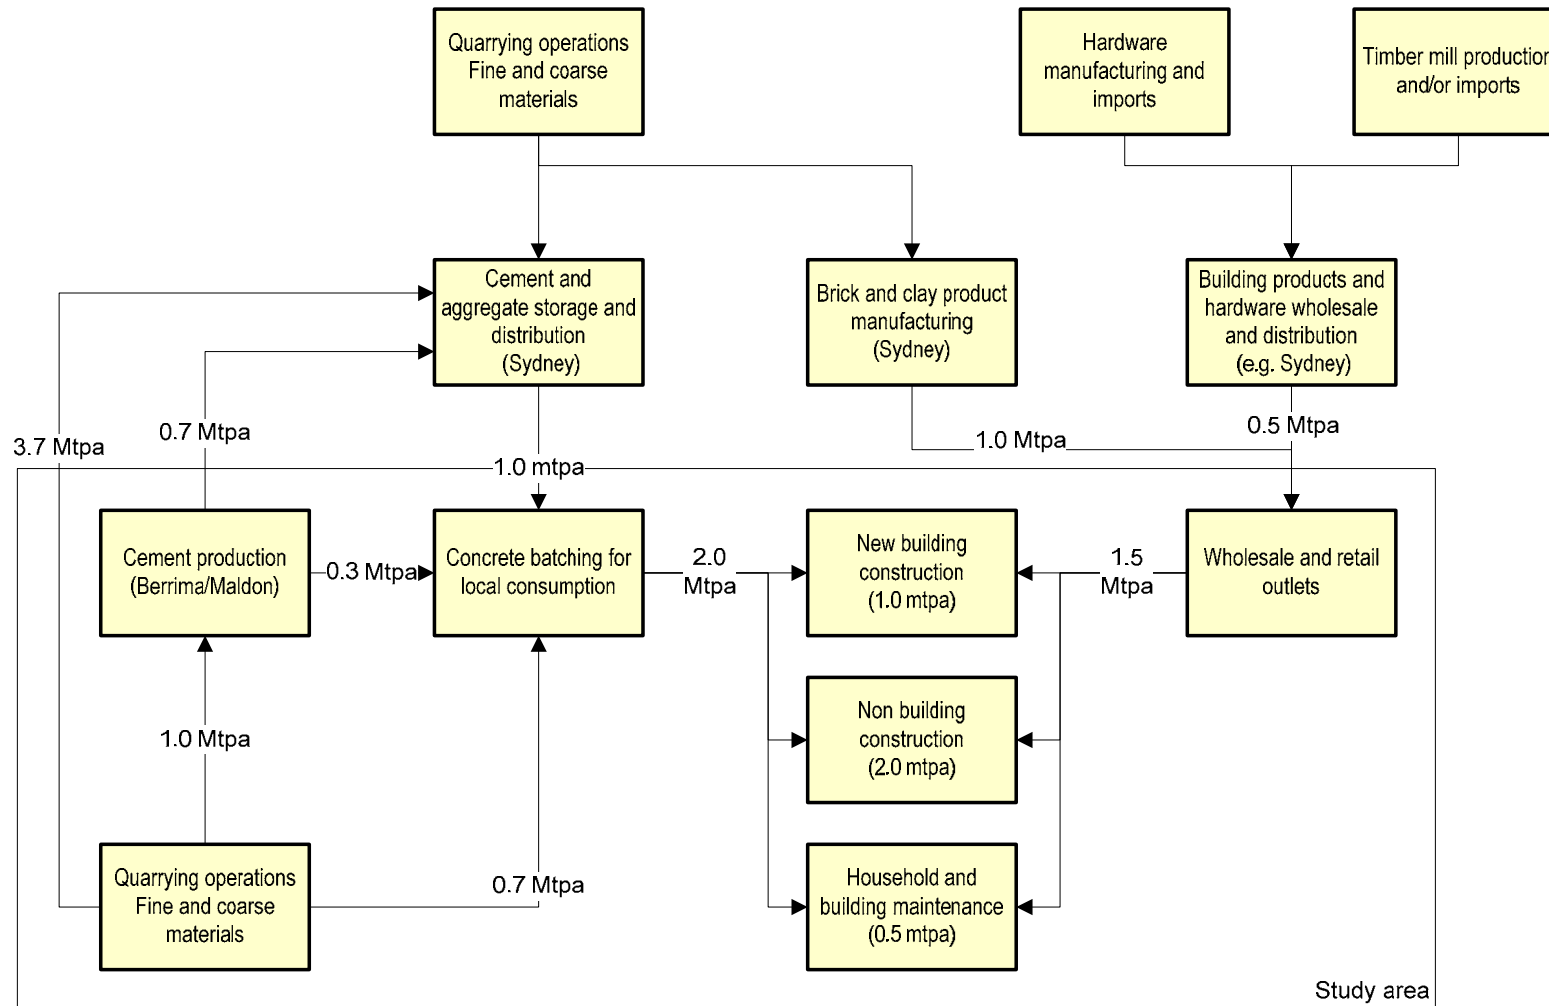 Quarrying operations
Fine and coarse
materials
Hardware
manufacturing and
imports
Timber mill production
and/or imports
Cement and
aggregate storage and
distribution
(Sydney)
Brick and clay product
manufacturing
(Sydney)
Building products and
hardware wholesale
and distribution
(e.g. Sydney)
3.7 Mtpa
0.7 Mtpa
1.0 mtpa
1.0 Mtpa
0.5 Mtpa
Cement production
(Berrima/Maldon)
0.3 Mtpa
Concrete batching for
local consumption
2.0
Mtpa
New building
construction
(1.0 mtpa)
1.5
Mtpa
Wholesale and retail
outlets
1.0 Mtpa
Non building
construction
(2.0 mtpa)
Quarrying operations
Fine and coarse
materials
0.7 Mtpa
Household and
building maintenance
(0.5 mtpa)
Study area